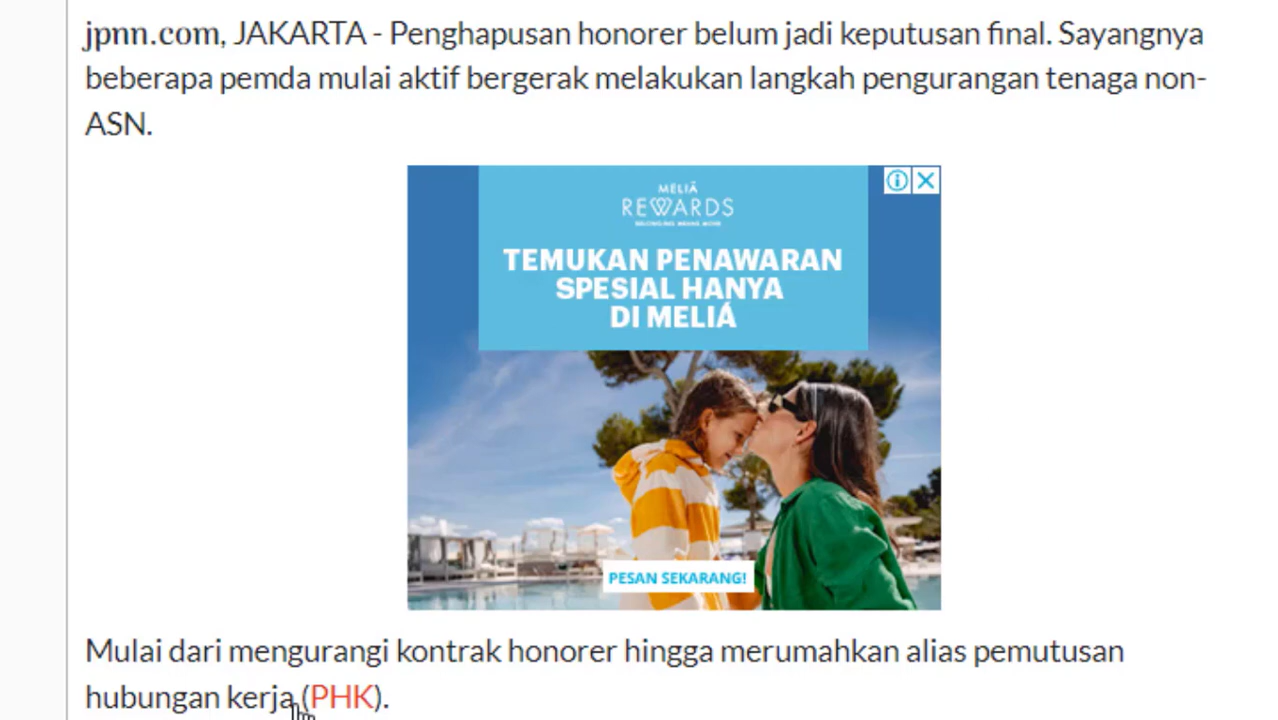 jpnn.com, JAKARTA - Penghapusan honorer belum jadi keputusan final. Sayangnya
beberapa pemda mulai aktif bergerak melakukan langkah pengurangan tenaga non-
ASN.
MELIÁ
REWARDS
TEMUKAN PENAWARAN
SPESIAL HANYA
DI MELIÁ
PESAN SEKARANG!
Mulai dari mengurangi kontrak honorer hingga merumahkan alias pemutusan
hubungan kerja (PHK).